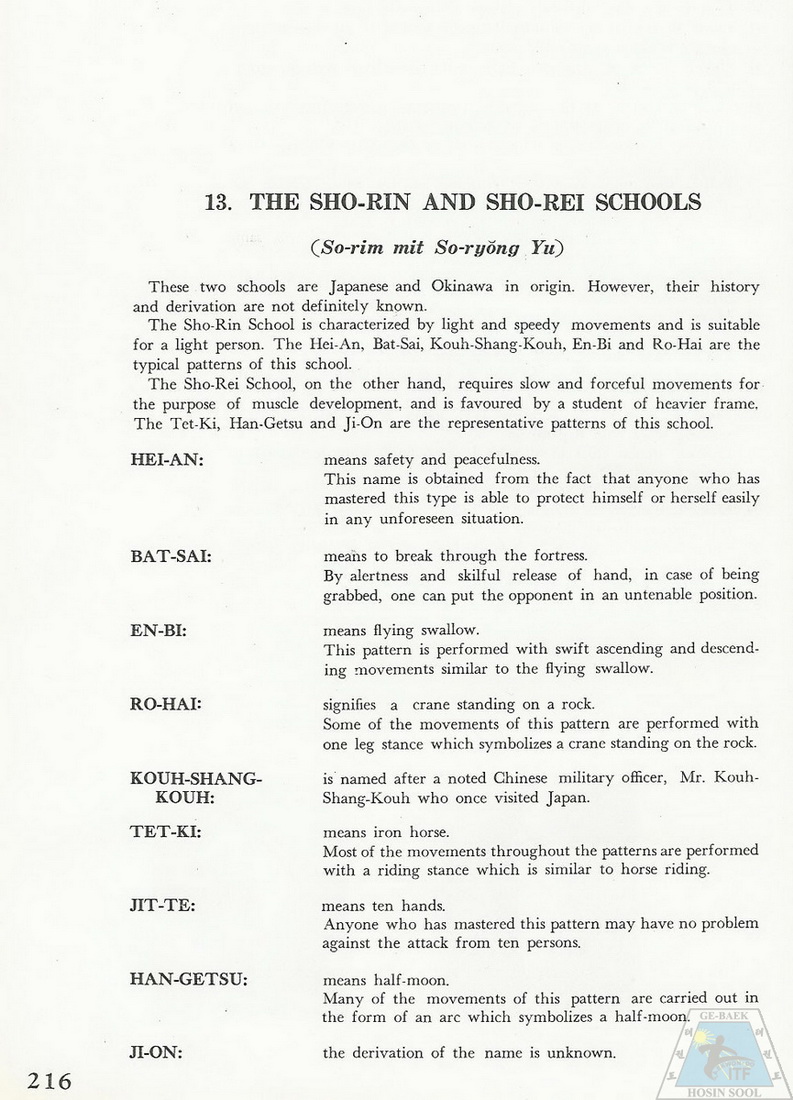 13. THE SHO-RIN AND SHO-REI SCHOOLS
(So-rim mit So-ryŏng Yu)
These two schools are Japanese and Okinawa in origin. However, their history
and derivation are not definitely known.
The Sho-Rin School is characterized by light and speedy movements and is suitable
for a light person. The Hei-An, Bat-Sai, Kouh-Shang-Kouh, En-Bi and Ro-Hai are the
typical patterns of this school.
The Sho-Rei School, on the other hand, requires slow and forceful movements for
the purpose of muscle development, and is favoured by a student of heavier frame.
The Tet-Ki, Han-Getsu and Ji-On are the representative patterns of this school.
HEI-AN: means safety and peacefulness.
This name is obtained from the fact that anyone who has
mastered this type is able to protect himself or herself easily
in any unforeseen situation.
BAT-SAI: means to break through the fortress.
By alertness and skilful release of hand, in case of being
grabbed, one can put the opponent in an untenable position.
EN-BI: means flying swallow.
This pattern is performed with swift ascending and descend-
ing movements similar to the flying swallow.
RO-HAI: signifies a crane standing on a rock.
Some of the movements of this pattern are performed with
one leg stance which symbolizes a crane standing on the rock.
KOUH-SHANG- is named after a noted Chinese military officer, Mr. Kouh-
KOUH: Shang-Kouh who once visited Japan.
TET-KI: means iron horse.
Most of the movements throughout the patterns are performed
with a riding stance which is similar to horse riding.
JIT-TE: means ten hands.
Anyone who has mastered this pattern may have no problem
against the attack from ten persons.
HAN-GETSU: means half-moon.
Many of the movements of this pattern are carried out in
the form of an arc which symbolizes a half-moon.
JI-ON: the derivation of the name is unknown.
216
GE-BAEK
ITF
HOSIN SOOL